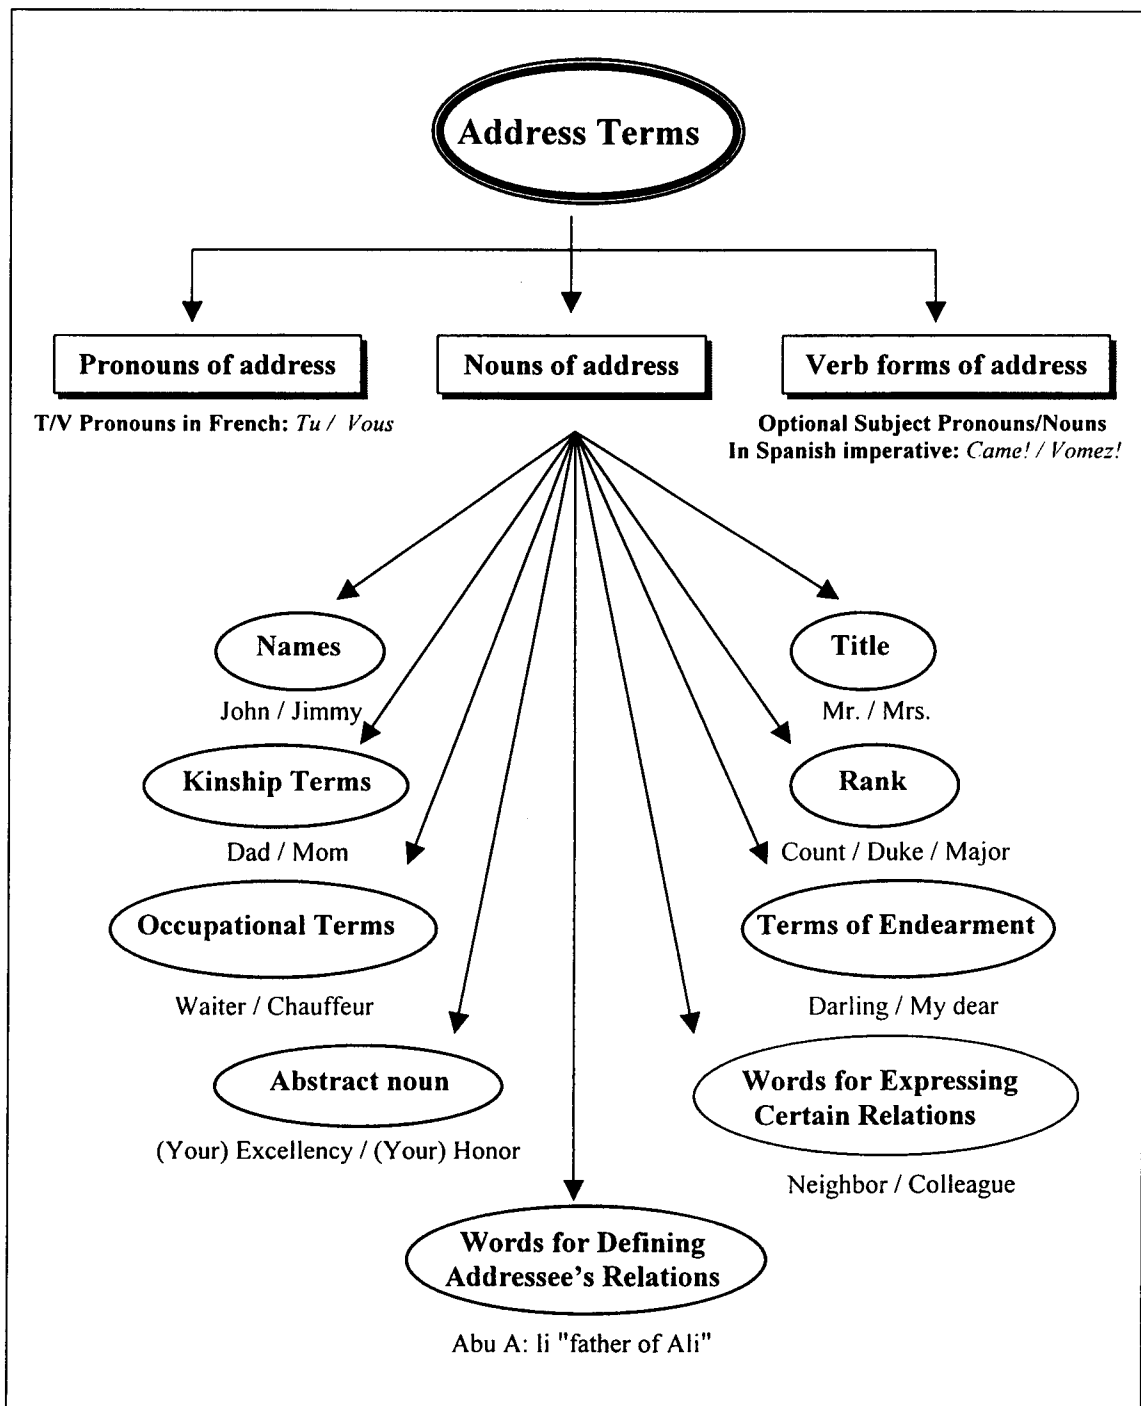 Address Terms
Pronouns of address
T/V Pronouns in French: Tu / Vous
Nouns of address
Verb forms of address
Optional Subject Pronouns/Nouns
In Spanish imperative: Came! / Vomez!
Names
John / Jimmy
Title
Mr. / Mrs.
Kinship Terms
Dad / Mom
Rank
Count / Duke / Major
Occupational Terms
Waiter / Chauffeur
Terms of Endearment
Darling / My dear
Abstract noun
(Your) Excellency / (Your) Honor
Words for Expressing
Certain Relations
Neighbor / Colleague
Words for Defining
Addressee's Relations
Abu A: li "father of Ali"